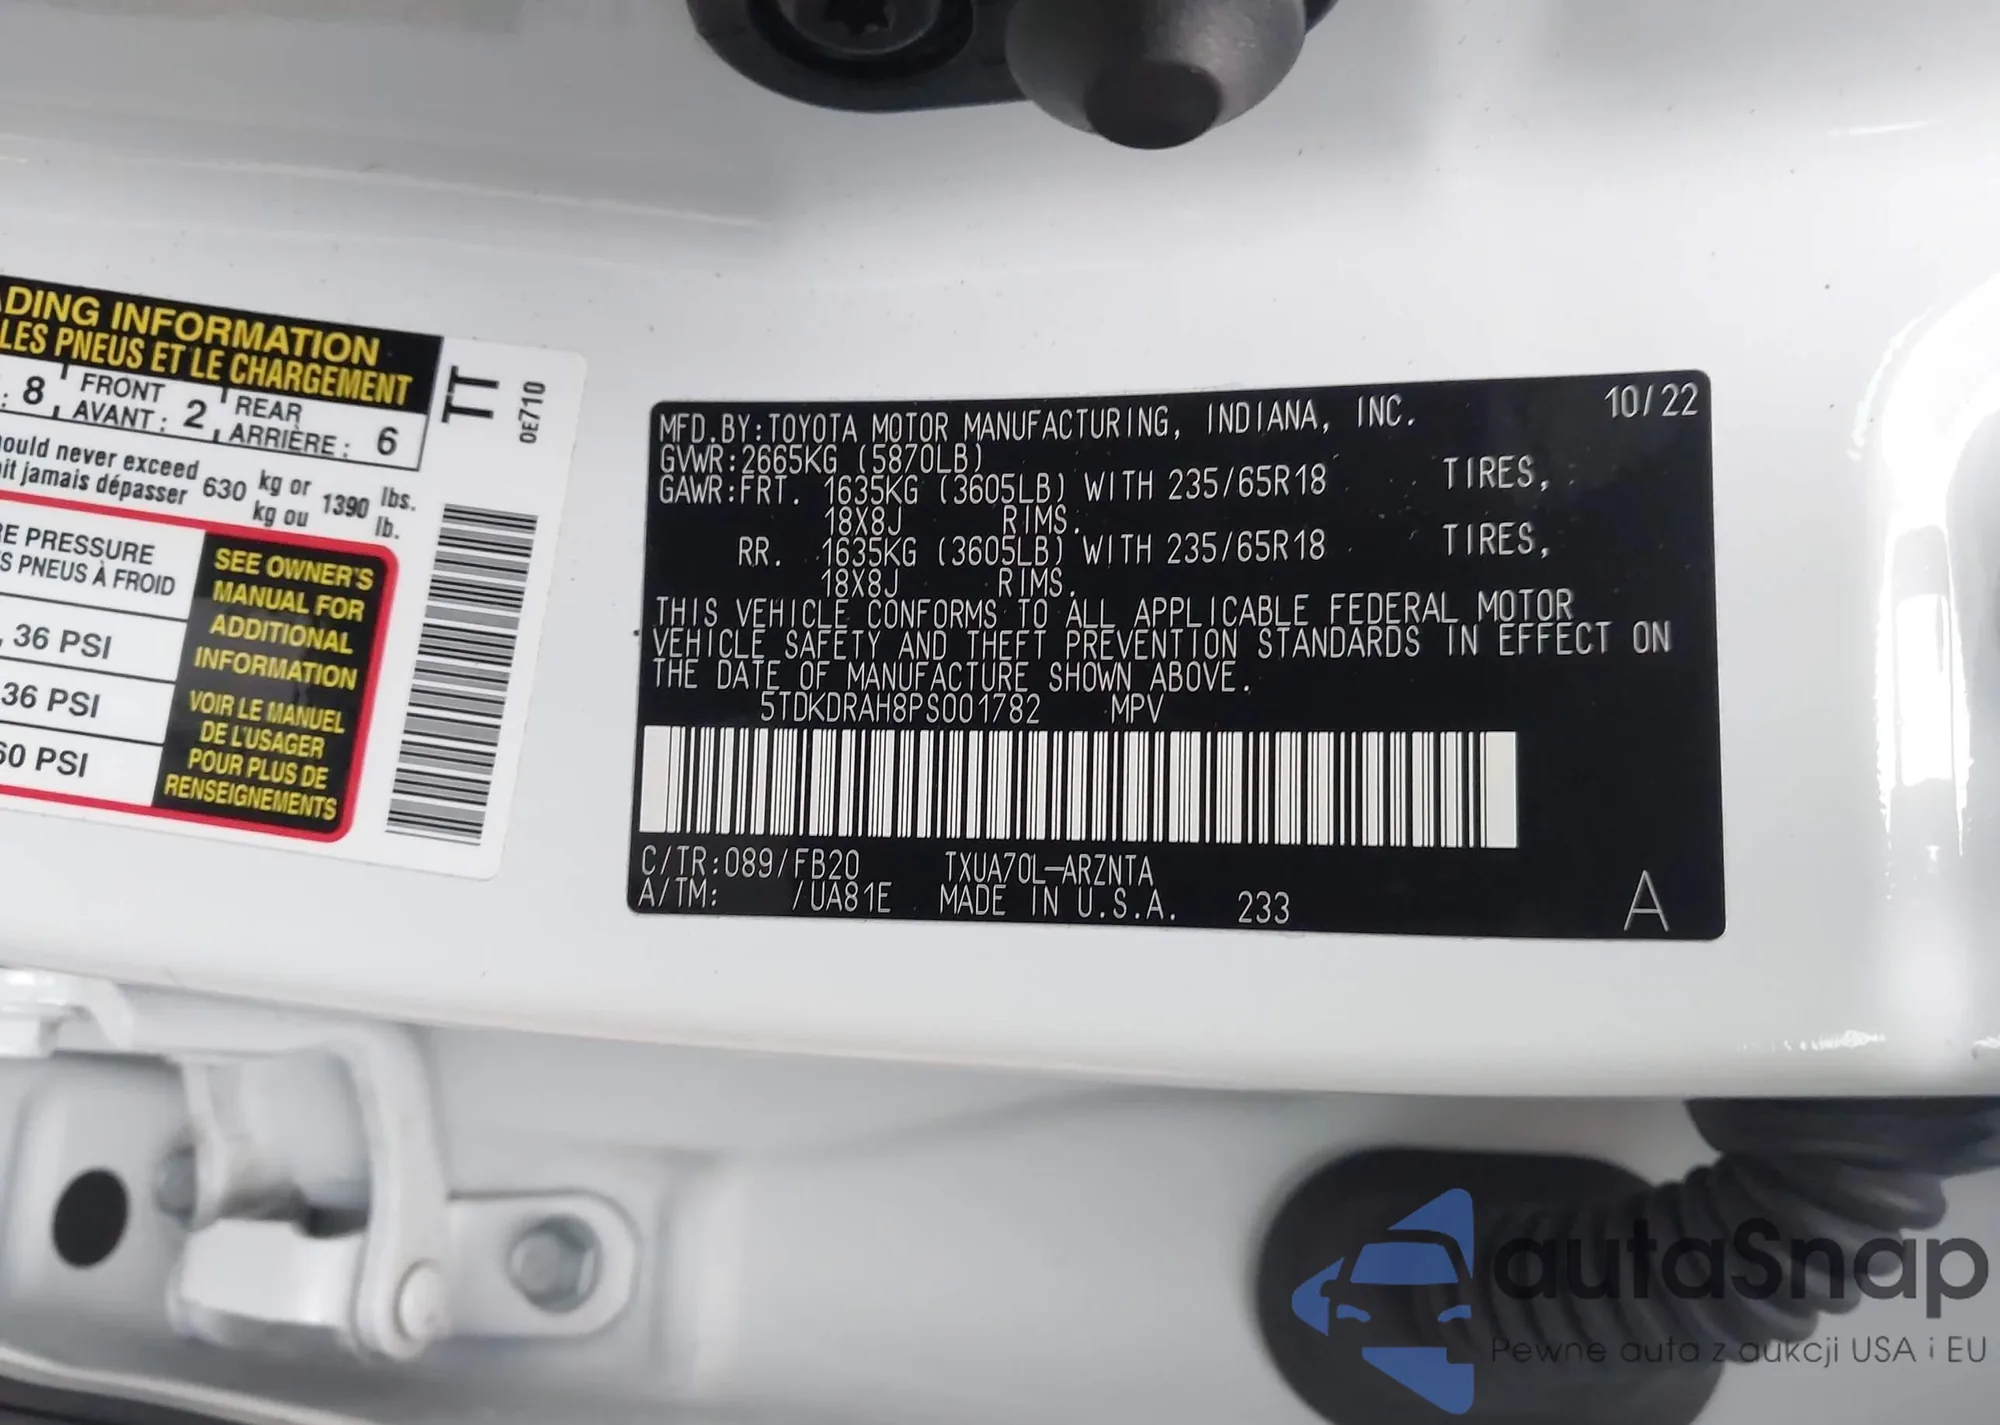 DING INFORMATION
LES PNEUS ET LE CHARGEMENT
: 8 FRONT AVANT : 2 REAR ARRIÈRE : 6
ould never exceed 630 kg or 1390 lbs.
it jamais dépasser kg ou lb.
E PRESSURE
S PNEUS À FROID
, 36 PSI
36 PSI
60 PSI
SEE OWNER'S
MANUAL FOR
ADDITIONAL
INFORMATION
VOIR LE MANUEL
DE L'USAGER
POUR PLUS DE
RENSEIGNEMENTS
TT
0E710
MFD.BY:TOYOTA MOTOR MANUFACTURING, INDIANA, INC. 10/22
GVWR:2665KG (5870LB)
GAWR:FRT. 1635KG (3605LB) WITH 235/65R18 TIRES,
18X8J RIMS.
RR. 1635KG (3605LB) WITH 235/65R18 TIRES,
18X8J RIMS.
THIS VEHICLE CONFORMS TO ALL APPLICABLE FEDERAL MOTOR
VEHICLE SAFETY AND THEFT PREVENTION STANDARDS IN EFFECT ON
THE DATE OF MANUFACTURE SHOWN ABOVE.
5TDKDRAH8PS001782 MPV
C/TR:089/FB20 TXUA70L-ARZNTA
A/TM: /UA81E MADE IN U.S.A. 233 A
autaSnap
Pewne auta z aukcji USA i EU